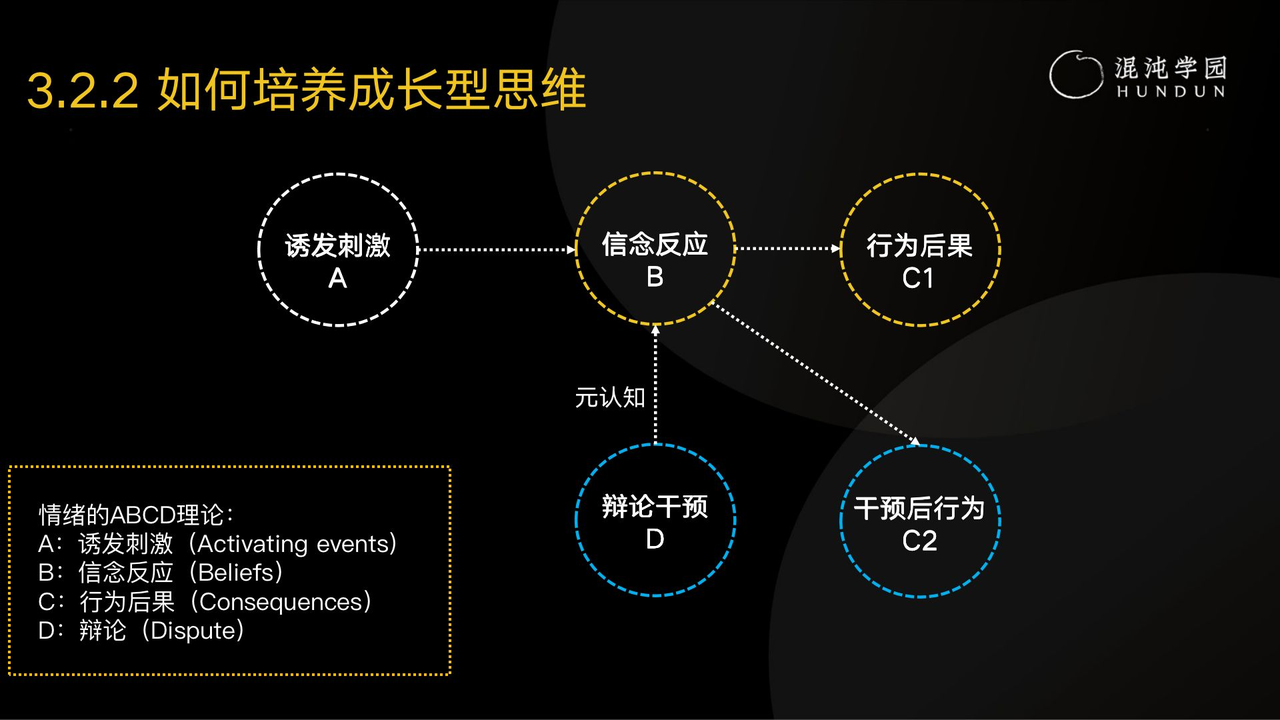 3.2.2 如何培养成长型思维
混沌学园
HUNDUN
诱发刺激
A
信念反应
B
行为后果
C1
元认知
辩论干预
D
干预后行为
C2
情绪的ABCD理论：
A：诱发刺激（Activating events）
B：信念反应（Beliefs）
C：行为后果（Consequences）
D：辩论（Dispute）